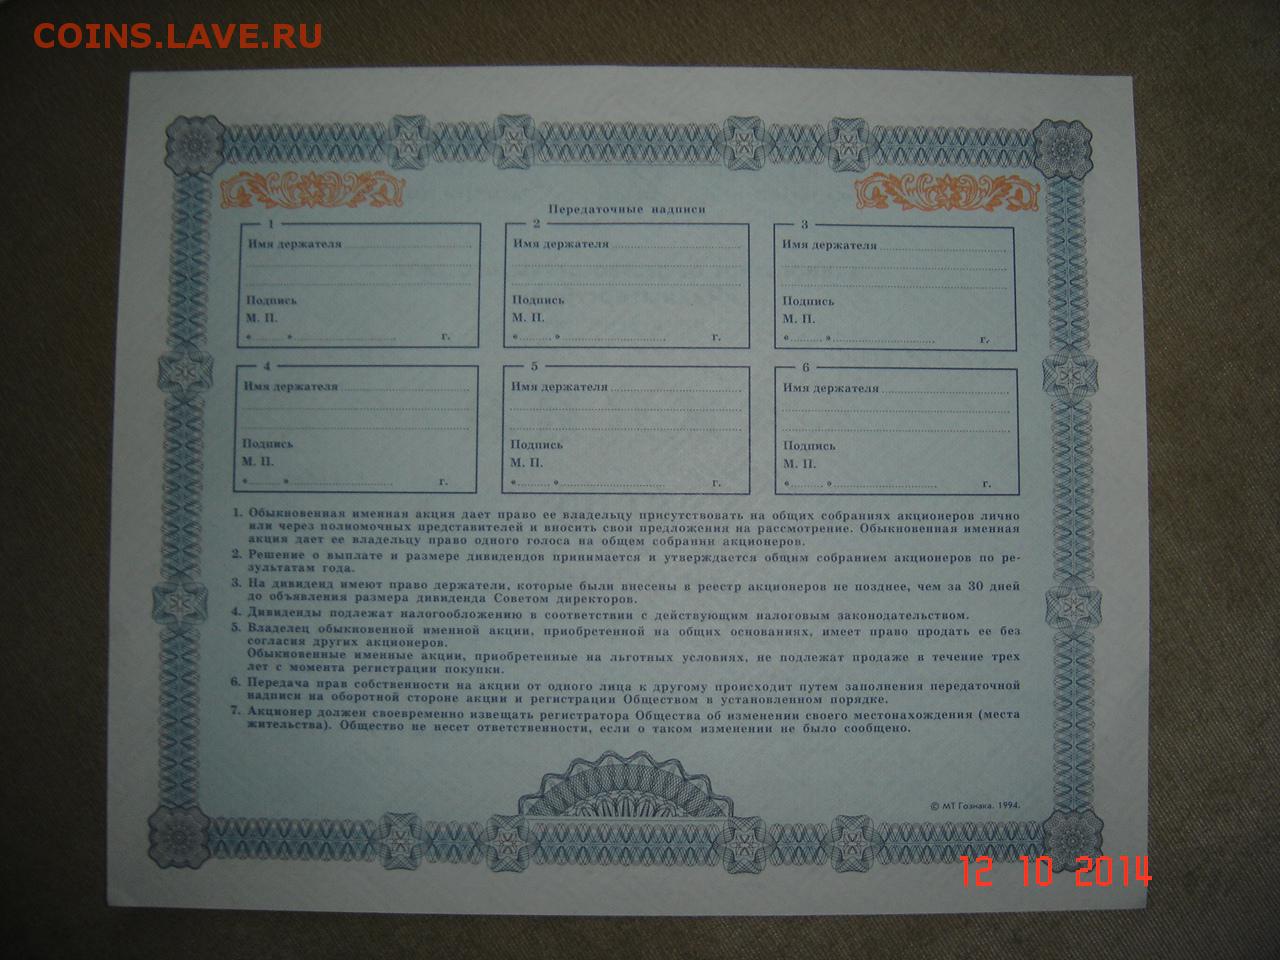 COINS.LAVE.RU
Передаточные надписи
1
Имя держателя
Подпись
М. П.
« » г.
2
Имя держателя
Подпись
М. П.
« » г.
3
Имя держателя
Подпись
М. П.
« » г.
4
Имя держателя
Подпись
М. П.
« » г.
5
Имя держателя
Подпись
М. П.
« » г.
6
Имя держателя
Подпись
М. П.
« » г.
1. Обыкновенная именная акция дает право ее владельцу присутствовать на общих собраниях акционеров лично
или через полномочных представителей и вносить свои предложения на рассмотрение. Обыкновенная именная
акция дает ее владельцу право одного голоса на общем собрании акционеров.
2. Решение о выплате и размере дивидендов принимается и утверждается общим собранием акционеров по ре-
зультатам года.
3. На дивиденд имеют право держатели, которые были внесены в реестр акционеров не позднее, чем за 30 дней
до объявления размера дивиденда Советом директоров.
4. Дивиденды подлежат налогообложению в соответствии с действующим налоговым законодательством.
5. Владелец обыкновенной именной акции, приобретенной на общих основаниях, имеет право продать ее без
согласия других акционеров.
Обыкновенные именные акции, приобретенные на льготных условиях, не подлежат продаже в течение трех
лет с момента регистрации покупки.
6. Передача прав собственности на акции от одного лица к другому происходит путем заполнения передаточной
надписи на оборотной стороне акции и регистрации Обществом в установленном порядке.
7. Акционер должен своевременно извещать регистратора Общества об изменении своего местонахождения (места
жительства). Общество не несет ответственности, если о таком изменении не было сообщено.
© МТ Гознака. 1994.
12 10 2014